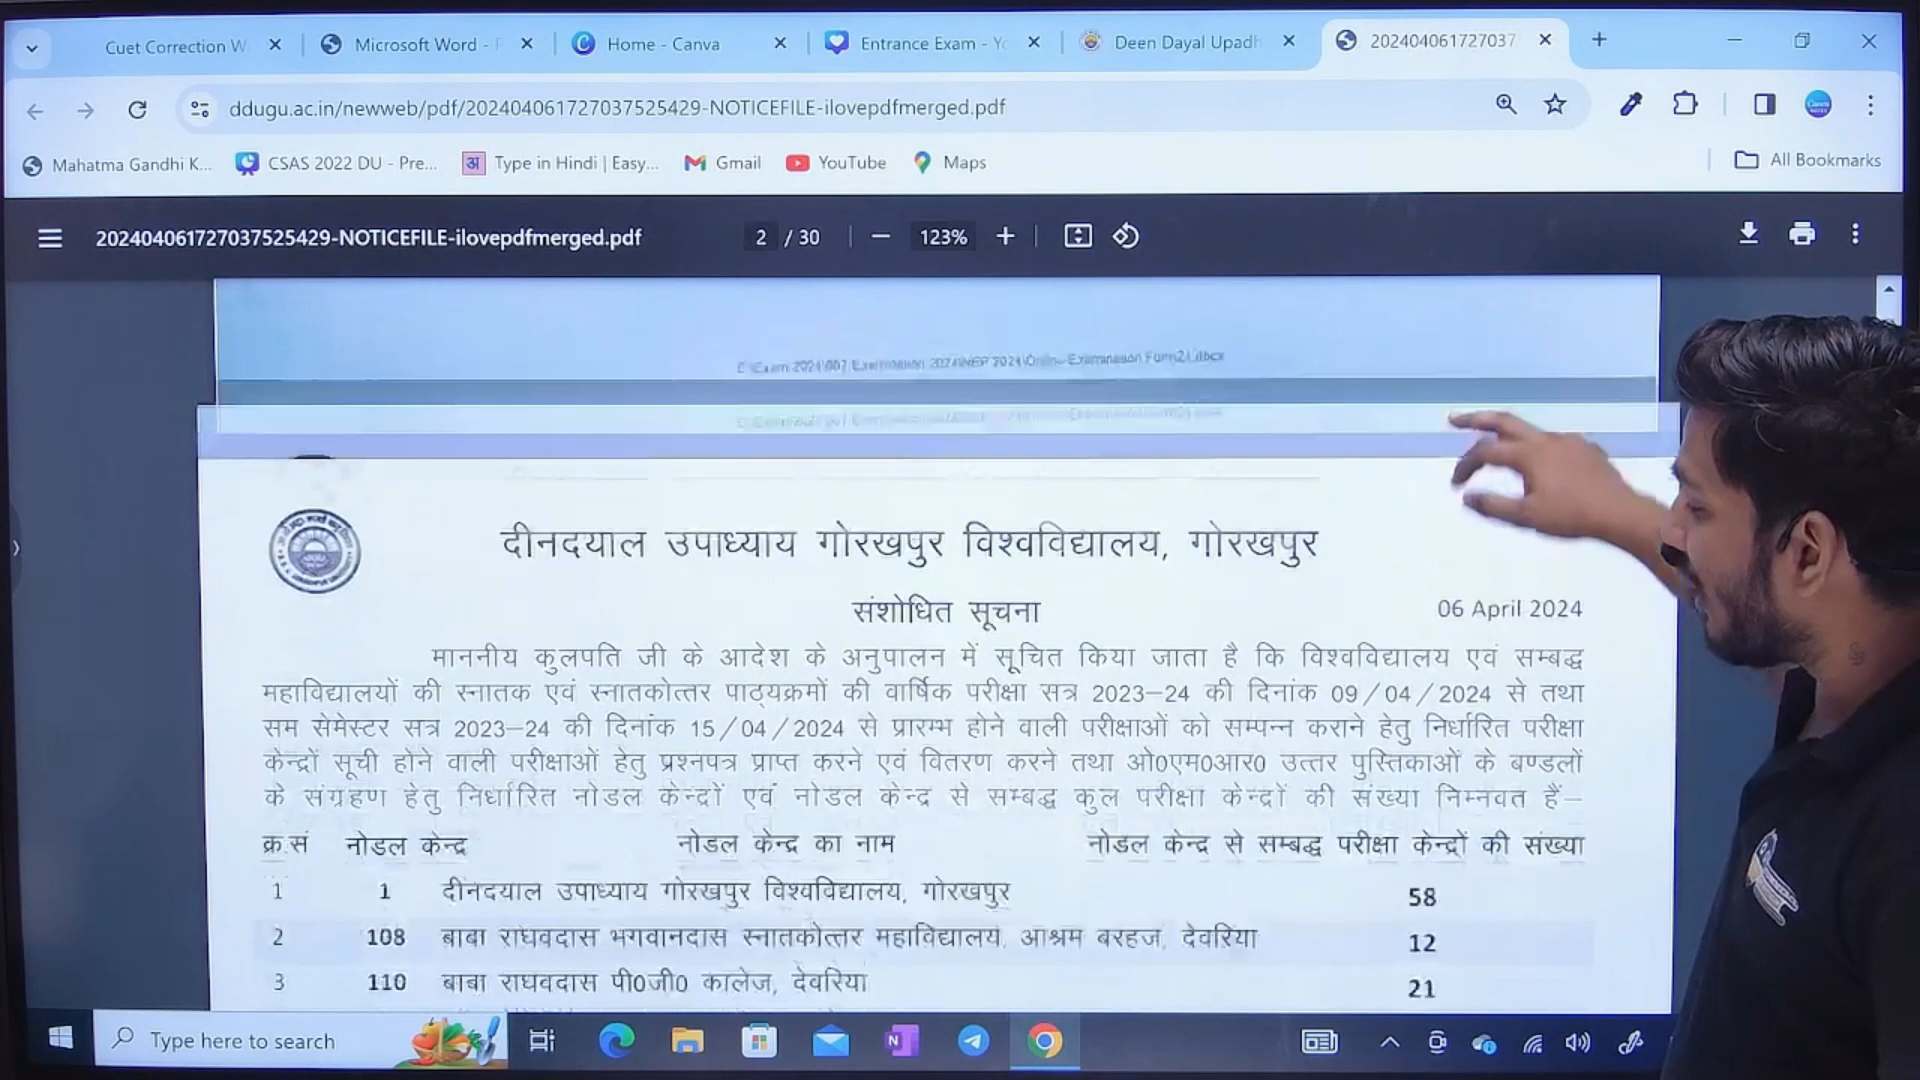 Cuet Correction W
Microsoft Word - P
Home - Canva
Entrance Exam - Yo
Deen Dayal Upadh
202404061727037
ddugu.ac.in/newweb/pdf/202404061727037525429-NOTICEFILE-ilovepdfmerged.pdf
Mahatma Gandhi K...
CSAS 2022 DU - Pre...
Type in Hindi | Easy...
Gmail
YouTube
Maps
All Bookmarks
202404061727037525429-NOTICEFILE-ilovepdfmerged.pdf
2 / 30
123%
दीनदयाल उपाध्याय गोरखपुर विश्वविद्यालय, गोरखपुर
संशोधित सूचना
06 April 2024
माननीय कुलपति जी के आदेश के अनुपालन में सूचित किया जाता है कि विश्वविद्यालय एवं सम्बद्ध
महाविद्यालयों की स्नातक एवं स्नातकोत्तर पाठ्यक्रमों की वार्षिक परीक्षा सत्र 2023–24 की दिनांक 09/04/2024 से तथा
सम सेमेस्टर सत्र 2023–24 की दिनांक 15/04/2024 से प्रारम्भ होने वाली परीक्षाओं को सम्पन्न कराने हेतु निर्धारित परीक्षा
केन्द्रों सूची होने वाली परीक्षाओं हेतु प्रश्नपत्र प्राप्त करने एवं वितरण करने तथा ओ0एम0आर0 उत्तर पुस्तिकाओं के बण्डलों
के संग्रहण हेतु निर्धारित नोडल केन्द्रों एवं नोडल केन्द्र से सम्बद्ध कुल परीक्षा केन्द्रों की संख्या निम्नवत हैं–
क्र.सं नोडल केन्द्र नोडल केन्द्र का नाम नोडल केन्द्र से सम्बद्ध परीक्षा केन्द्रों की संख्या
1 1 दीनदयाल उपाध्याय गोरखपुर विश्वविद्यालय, गोरखपुर 58
2 108 बाबा राघवदास भगवानदास स्नातकोत्तर महाविद्यालय, आश्रम बरहज, देवरिया 12
3 110 बाबा राघवदास पी0जी0 कालेज, देवरिया 21
Type here to search